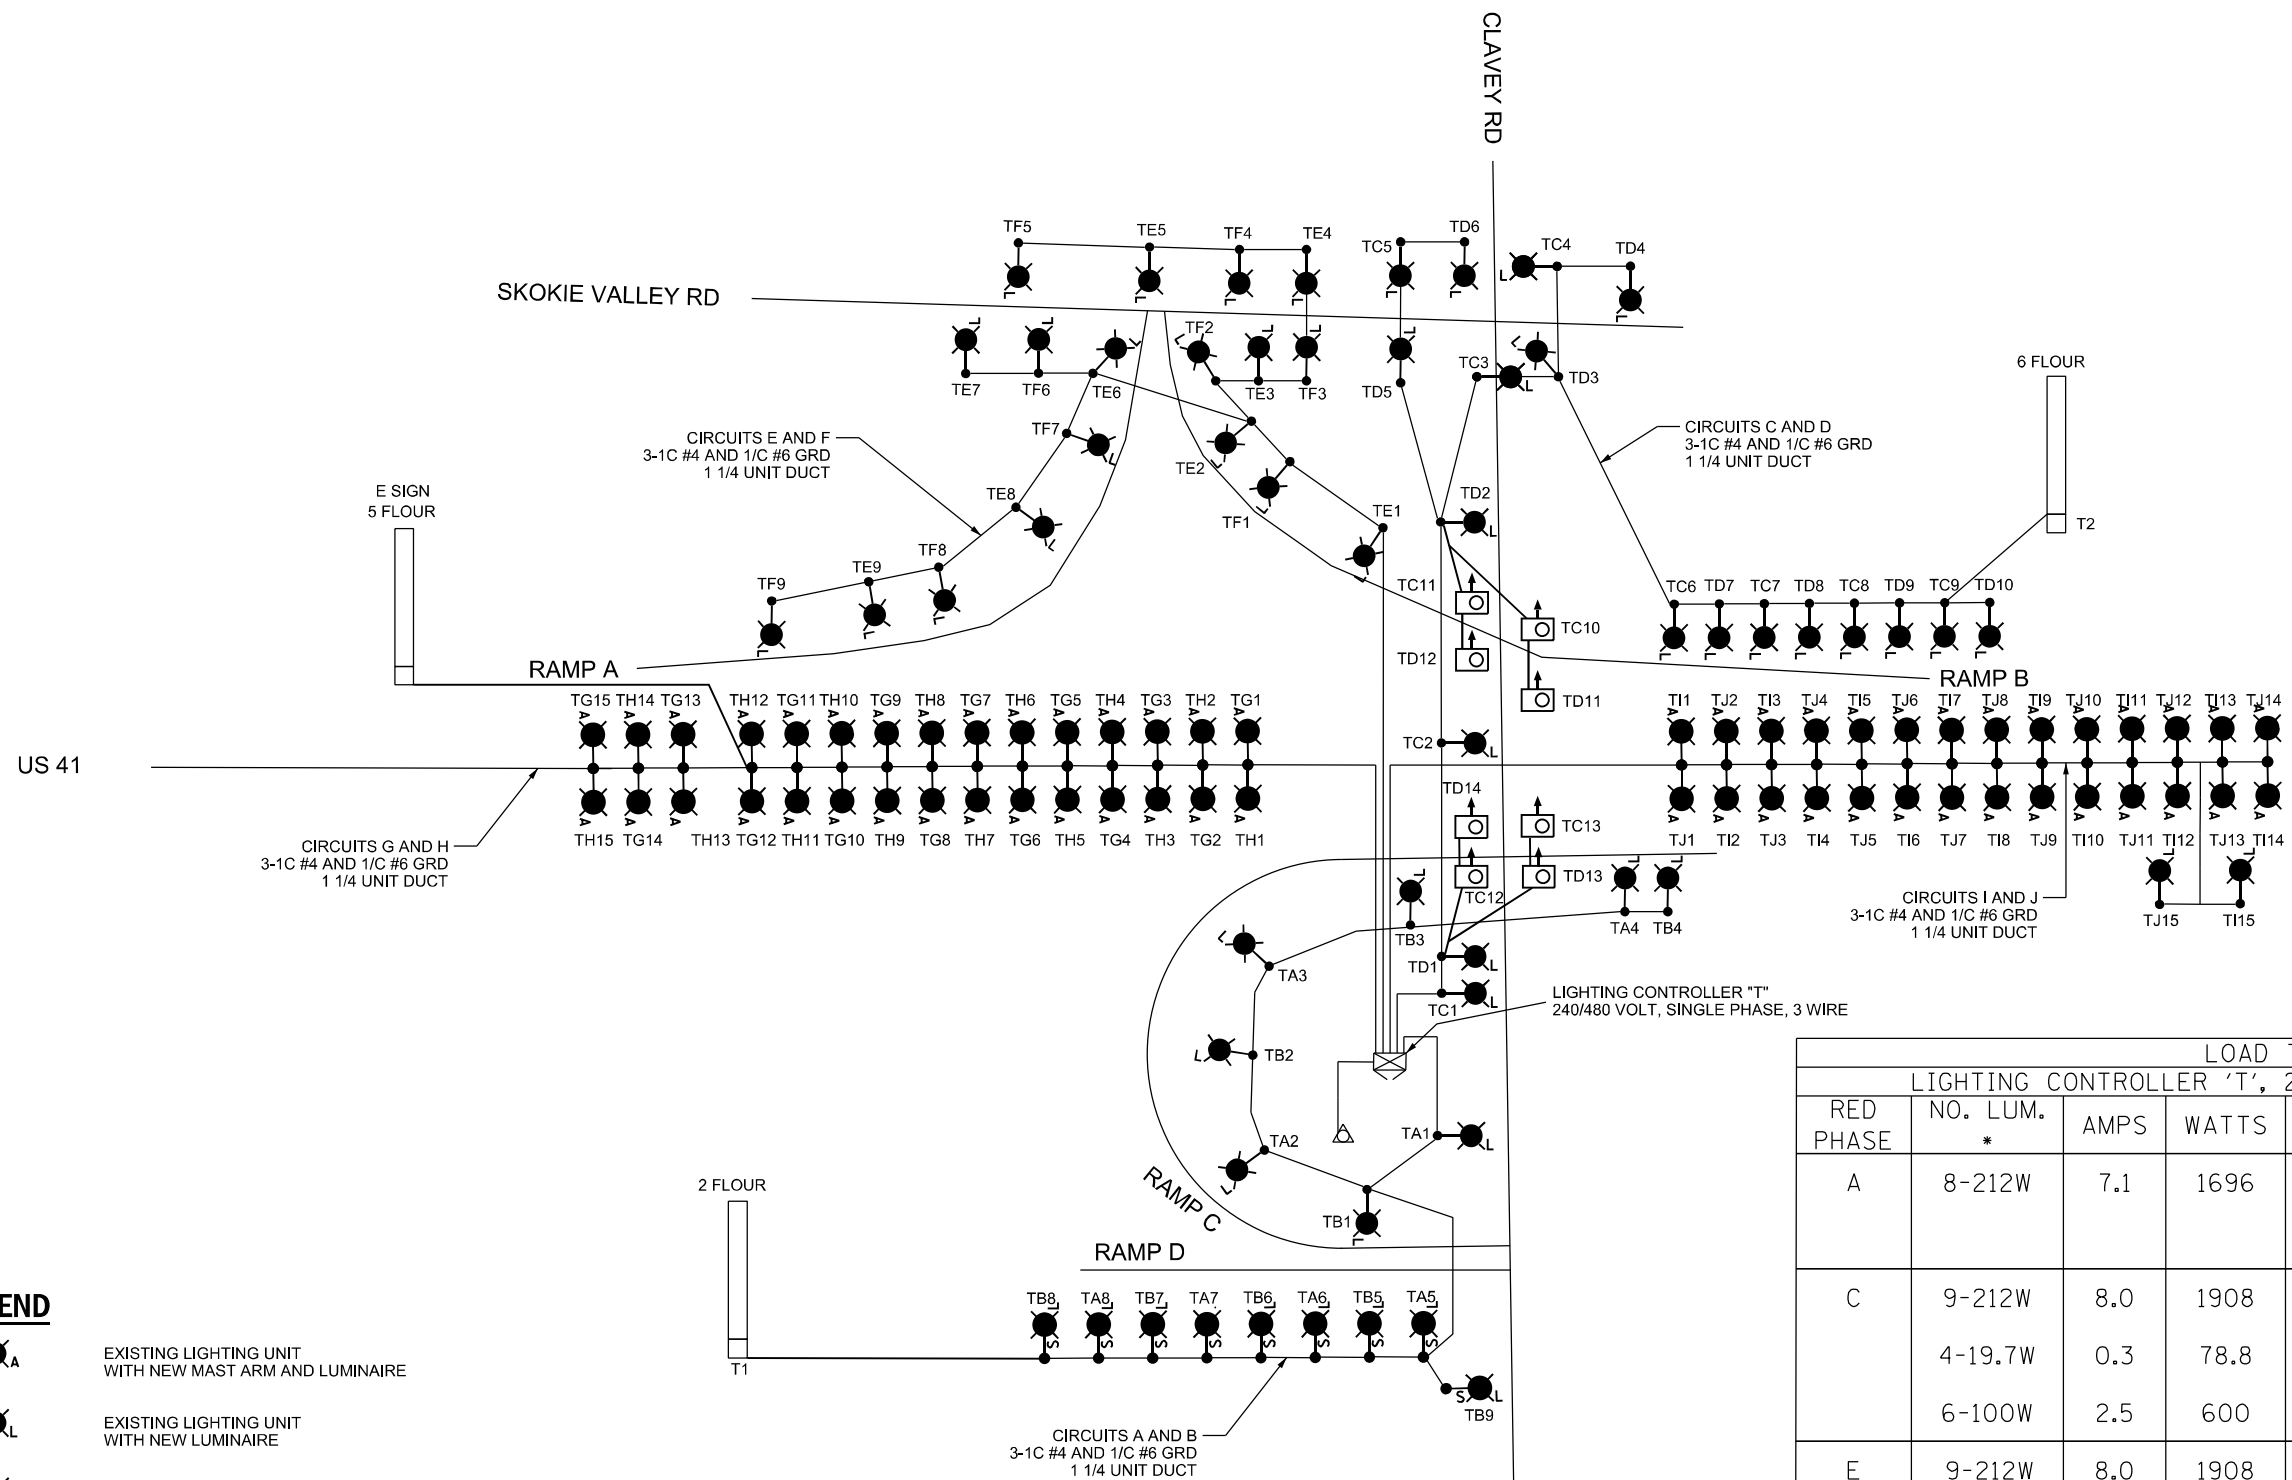 CLAVEY RD
TF5
TE5
TF4
TE4
TC5
TD6
TC4
TD4
SKOKIE VALLEY RD
TF2
TE7
TF6
TE6
TE3
TF3
TD5
TC3
TD3
6 FLOUR
T2
CIRCUITS E AND F
3-1C #4 AND 1/C #6 GRD
1 1/4 UNIT DUCT
TF7
TE2
CIRCUITS C AND D
3-1C #4 AND 1/C #6 GRD
1 1/4 UNIT DUCT
E SIGN
5 FLOUR
TE8
TF1
TE1
TD2
TF9
TE9
TF8
TC11
TC10
TD12
TD11
TC6 TD7 TC7 TD8 TC8 TD9 TC9 TD10
RAMP A
RAMP B
TG15 TH14 TG13 TH12 TG11 TH10 TG9 TH8 TG7 TH6 TG5 TH4 TG3 TH2 TG1
TI1 TJ2 TI3 TJ4 TI5 TJ6 TI7 TJ8 TI9 TJ10 TI11 TJ12 TI13 TJ14
US 41
TC2
TD14
TC13
TH15 TG14 TH13 TG12 TH11 TG10 TH9 TG8 TH7 TG6 TH5 TG4 TH3 TG2 TH1
TJ1 TI2 TJ3 TI4 TJ5 TI6 TJ7 TI8 TJ9 TI10 TJ11 TI12 TJ13 TI14
CIRCUITS G AND H
3-1C #4 AND 1/C #6 GRD
1 1/4 UNIT DUCT
TC12
TD13
TB3
TA4 TB4
CIRCUITS I AND J
3-1C #4 AND 1/C #6 GRD
1 1/4 UNIT DUCT
TJ15
TI15
TA3
TD1
TC1
LIGHTING CONTROLLER "T"
240/480 VOLT, SINGLE PHASE, 3 WIRE
TB2
TA2
TA1
TB1
RAMP C
RAMP D
2 FLOUR
T1
TB8 TA8 TB7 TA7 TB6 TA6 TB5 TA5
TB9
CIRCUITS A AND B
3-1C #4 AND 1/C #6 GRD
1 1/4 UNIT DUCT
END
A
EXISTING LIGHTING UNIT
WITH NEW MAST ARM AND LUMINAIRE
L
EXISTING LIGHTING UNIT
WITH NEW LUMINAIRE
LOAD
LIGHTING CONTROLLER 'T', 2
RED PHASE NO. LUM. * AMPS WATTS
A 8-212W 7.1 1696
C 9-212W 8.0 1908
4-19.7W 0.3 78.8
6-100W 2.5 600
E 9-212W 8.0 1908